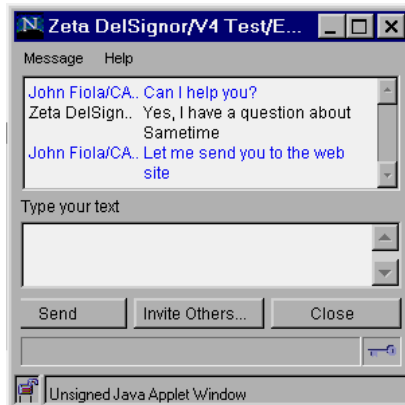 Zeta DelSignor/V4 Test/E...
Message Help
John Fiola/CA.. Can I help you?
Zeta DelSign.. Yes, I have a question about
Sametime
John Fiola/CA.. Let me send you to the web
site
Type your text
Send Invite Others... Close
Unsigned Java Applet Window